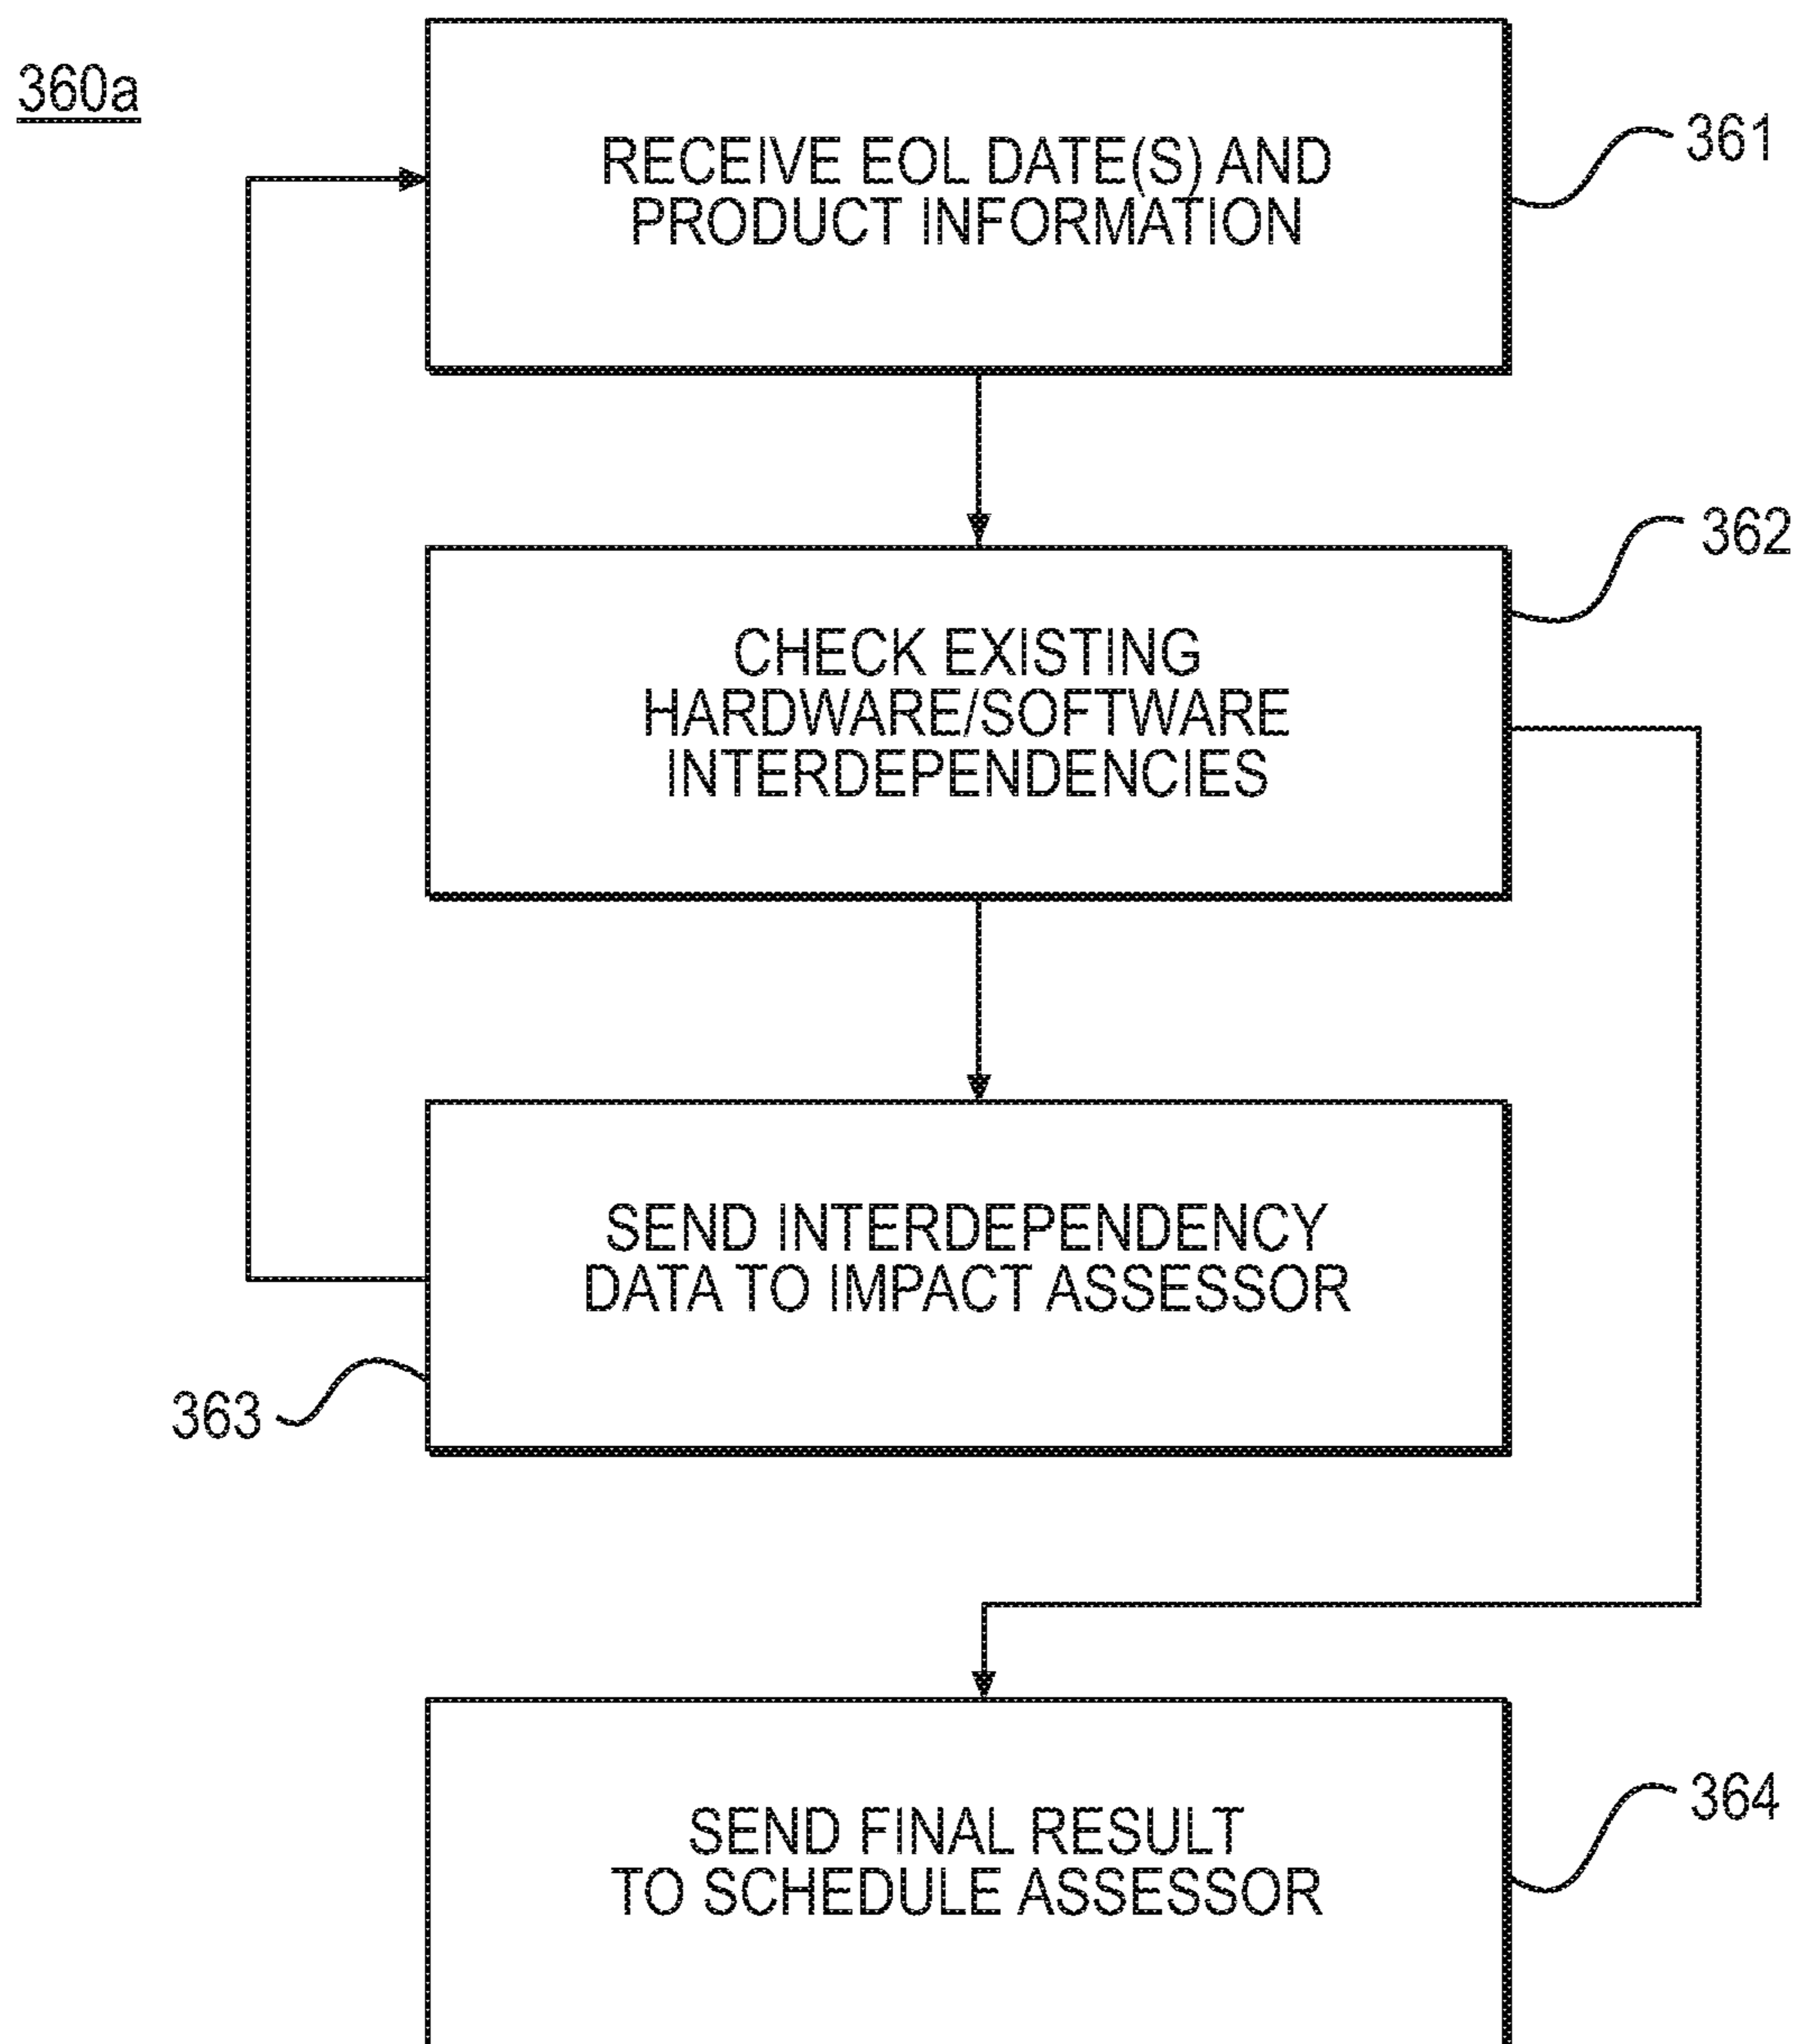 360a
RECEIVE EOL DATE(S) AND
PRODUCT INFORMATION
361
CHECK EXISTING
HARDWARE/SOFTWARE
INTERDEPENDENCIES
362
SEND INTERDEPENDENCY
DATA TO IMPACT ASSESSOR
363
SEND FINAL RESULT
TO SCHEDULE ASSESSOR
364